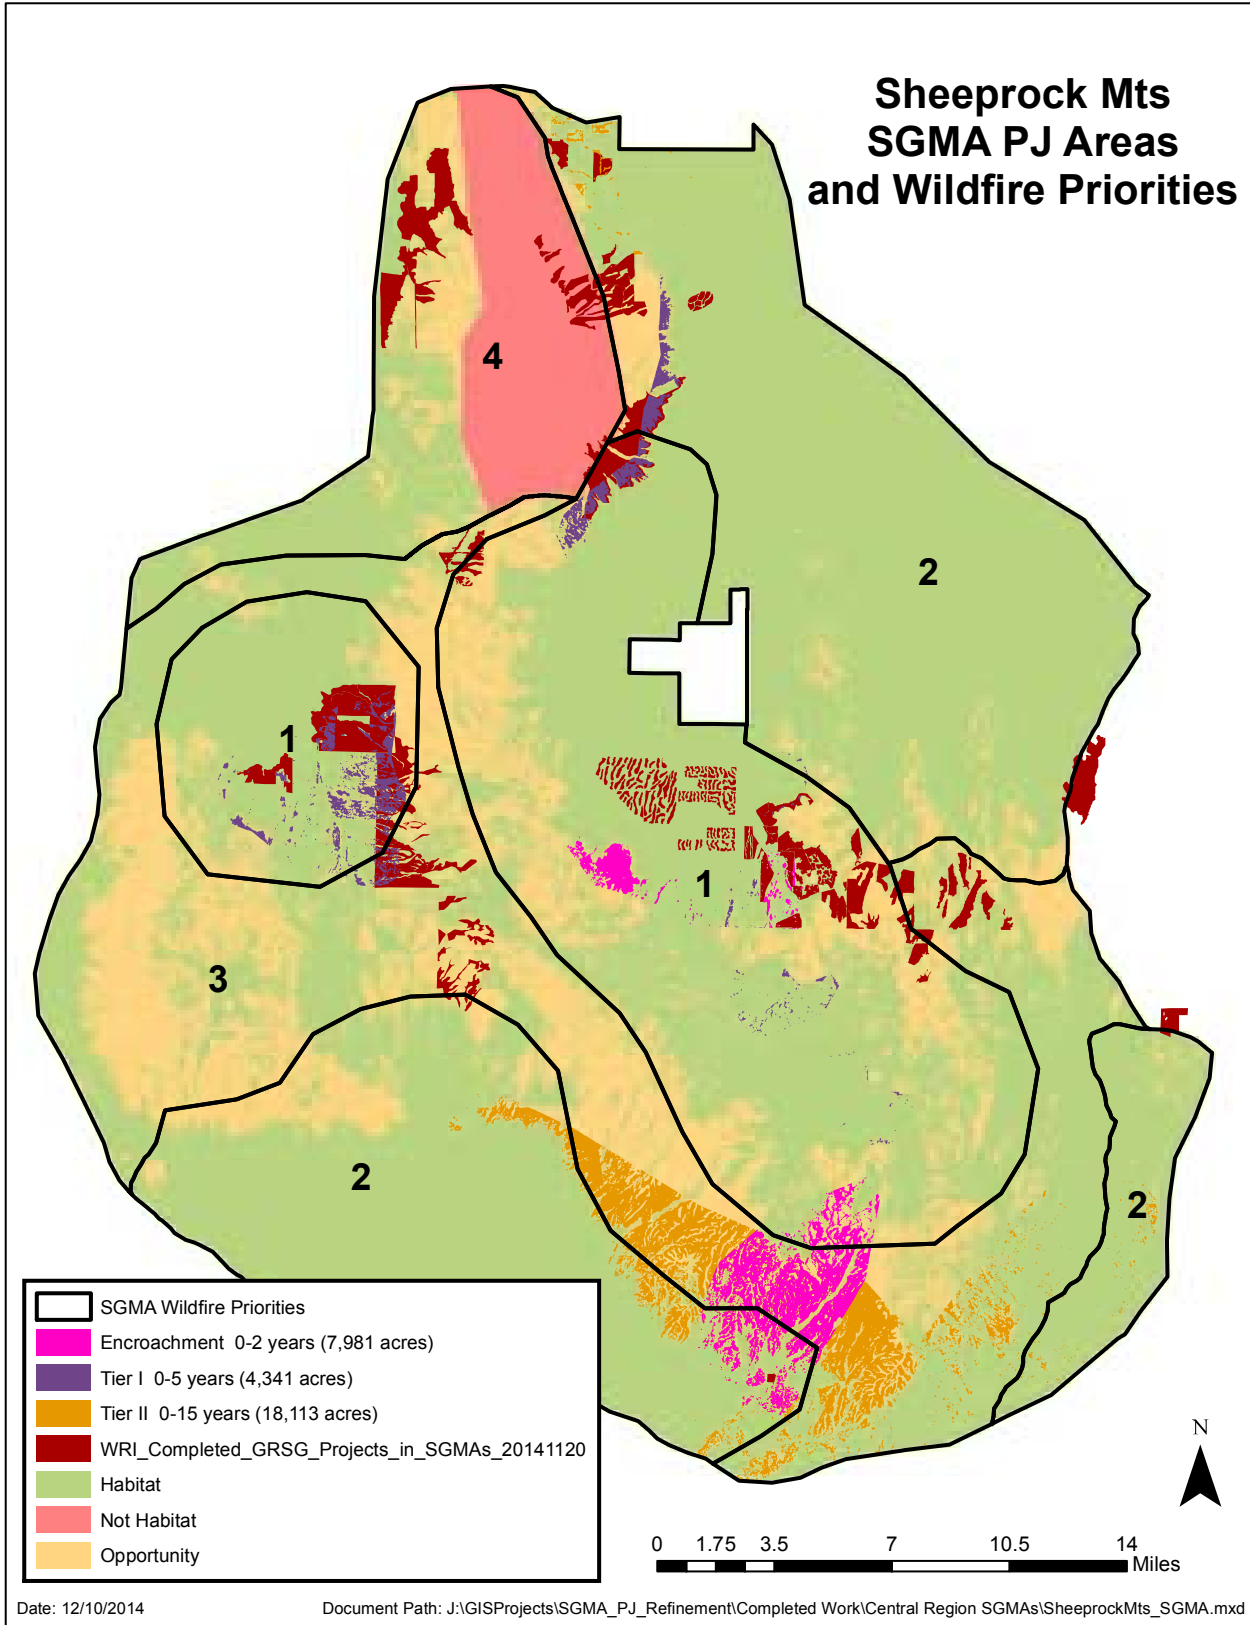 Sheeprock Mts
SGMA PJ Areas
and Wildfire Priorities
4
2
1
1
3
2
2
SGMA Wildfire Priorities
Encroachment 0-2 years (7,981 acres)
Tier I 0-5 years (4,341 acres)
Tier II 0-15 years (18,113 acres)
WRI_Completed_GRSG_Projects_in_SGMAs_20141120
Habitat
Not Habitat
Opportunity
N
0 1.75 3.5 7 10.5 14
Miles
Date: 12/10/2014 Document Path: J:\GISProjects\SGMA_PJ_Refinement\Completed Work\Central Region SGMAs\SheeprockMts_SGMA.mxd